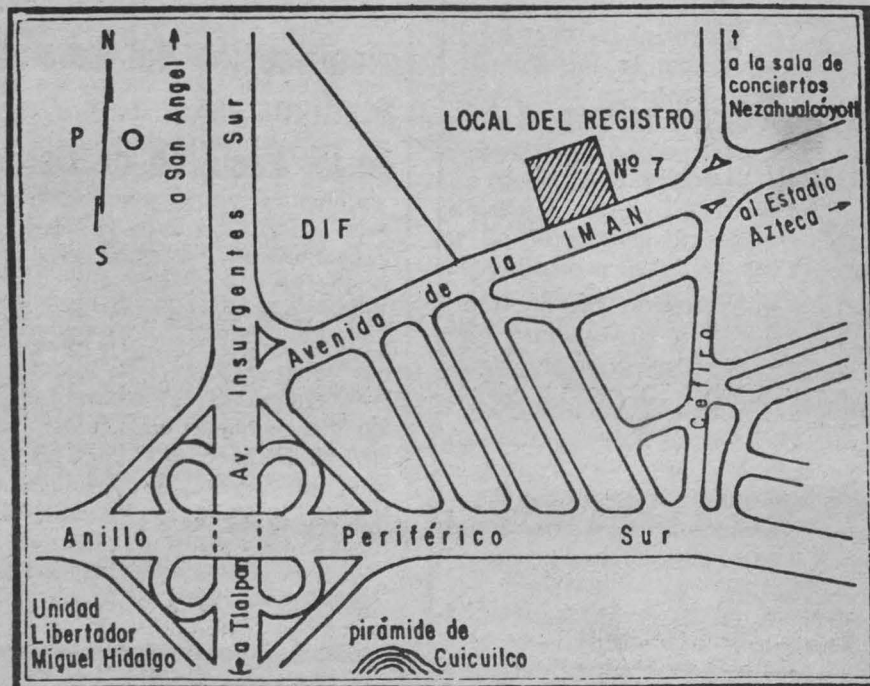 N
P
O
S
a San Angel
Av. Insurgentes Sur
DIF
LOCAL DEL REGISTRO
Nº 7
a la sala de
conciertos
Nezahualcóyotl
al Estadio
Azteca
Avenida de la IMAN
Cefiro
Anillo Periférico Sur
a Tlalpan
Unidad
Libertador
Miguel Hidalgo
pirámide de
Cuicuilco